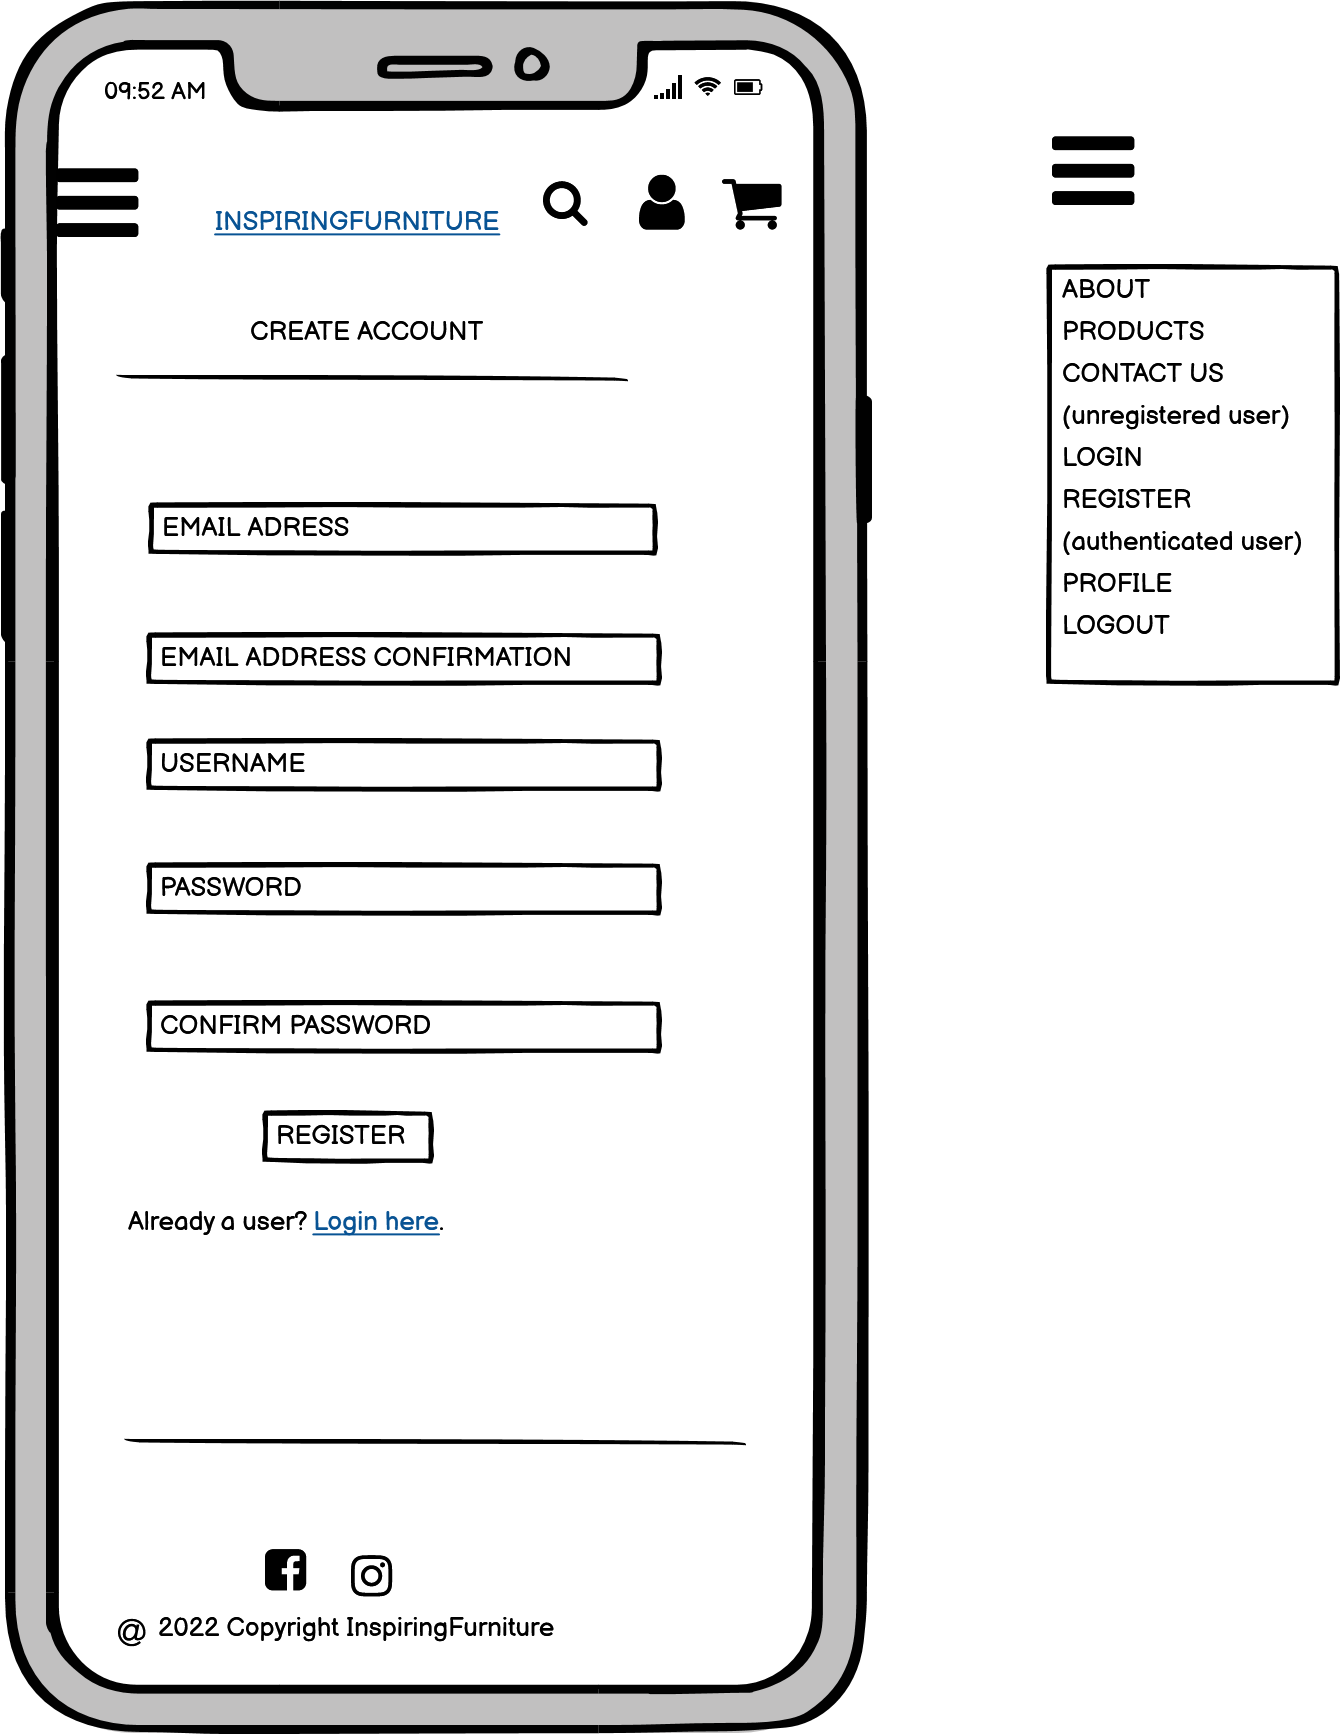 09:52 AM
INSPIRINGFURNITURE
CREATE ACCOUNT
EMAIL ADRESS
EMAIL ADDRESS CONFIRMATION
USERNAME
PASSWORD
CONFIRM PASSWORD
REGISTER
Already a user? Login here.
@ 2022 Copyright InspiringFurniture
ABOUT
PRODUCTS
CONTACT US
(unregistered user)
LOGIN
REGISTER
(authenticated user)
PROFILE
LOGOUT